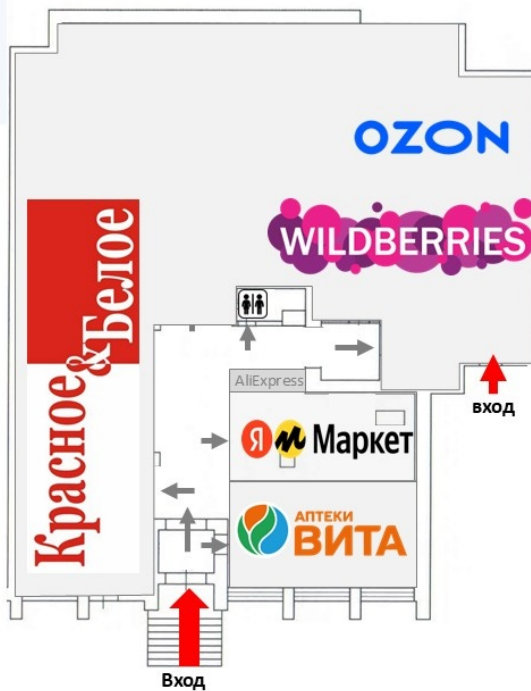 OZON
WILDBERRIES
Красное&Белое
AliExpress
Я М Маркет
вход
АПТЕКИ
ВИТА
Вход